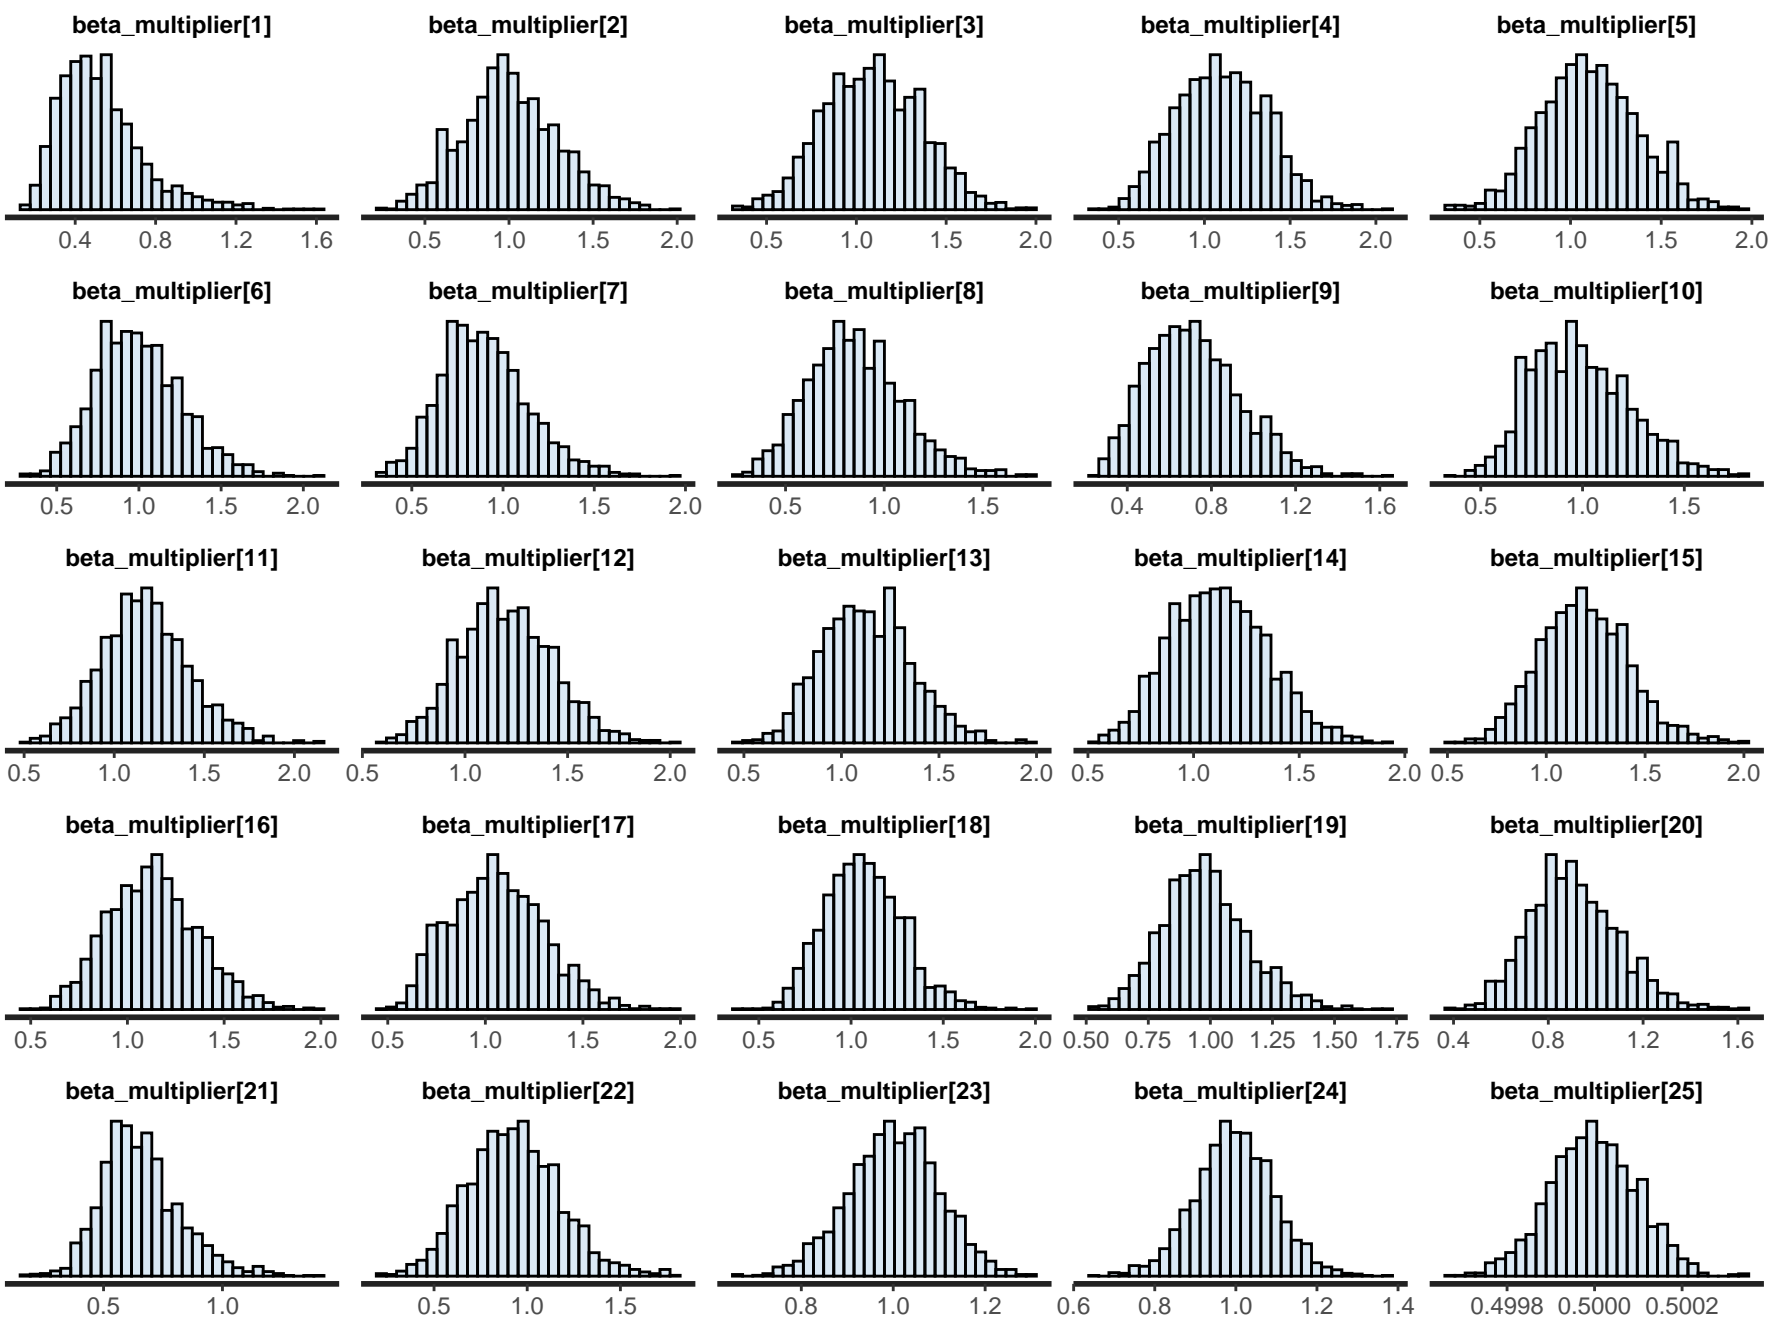 beta_multiplier[1] beta_multiplier[2] beta_multiplier[3] beta_multiplier[4] beta_multiplier[5]
0.4 0.8 1.2 1.6 0.5 1.0 1.5 2.0 0.5 1.0 1.5 2.0 0.5 1.0 1.5 2.0 0.5 1.0 1.5 2.0
beta_multiplier[6] beta_multiplier[7] beta_multiplier[8] beta_multiplier[9] beta_multiplier[10]
0.5 1.0 1.5 2.0 0.5 1.0 1.5 2.0 0.5 1.0 1.5 0.4 0.8 1.2 1.6 0.5 1.0 1.5
beta_multiplier[11] beta_multiplier[12] beta_multiplier[13] beta_multiplier[14] beta_multiplier[15]
0.5 1.0 1.5 2.0 0.5 1.0 1.5 2.0 0.5 1.0 1.5 2.0 0.5 1.0 1.5 2.0 0.5 1.0 1.5 2.0
beta_multiplier[16] beta_multiplier[17] beta_multiplier[18] beta_multiplier[19] beta_multiplier[20]
0.5 1.0 1.5 2.0 0.5 1.0 1.5 2.0 0.5 1.0 1.5 2.0 0.50 0.75 1.00 1.25 1.50 1.75 0.4 0.8 1.2 1.6
beta_multiplier[21] beta_multiplier[22] beta_multiplier[23] beta_multiplier[24] beta_multiplier[25]
0.5 1.0 0.5 1.0 1.5 0.8 1.0 1.2 0.6 0.8 1.0 1.2 1.4 0.4998 0.5000 0.5002